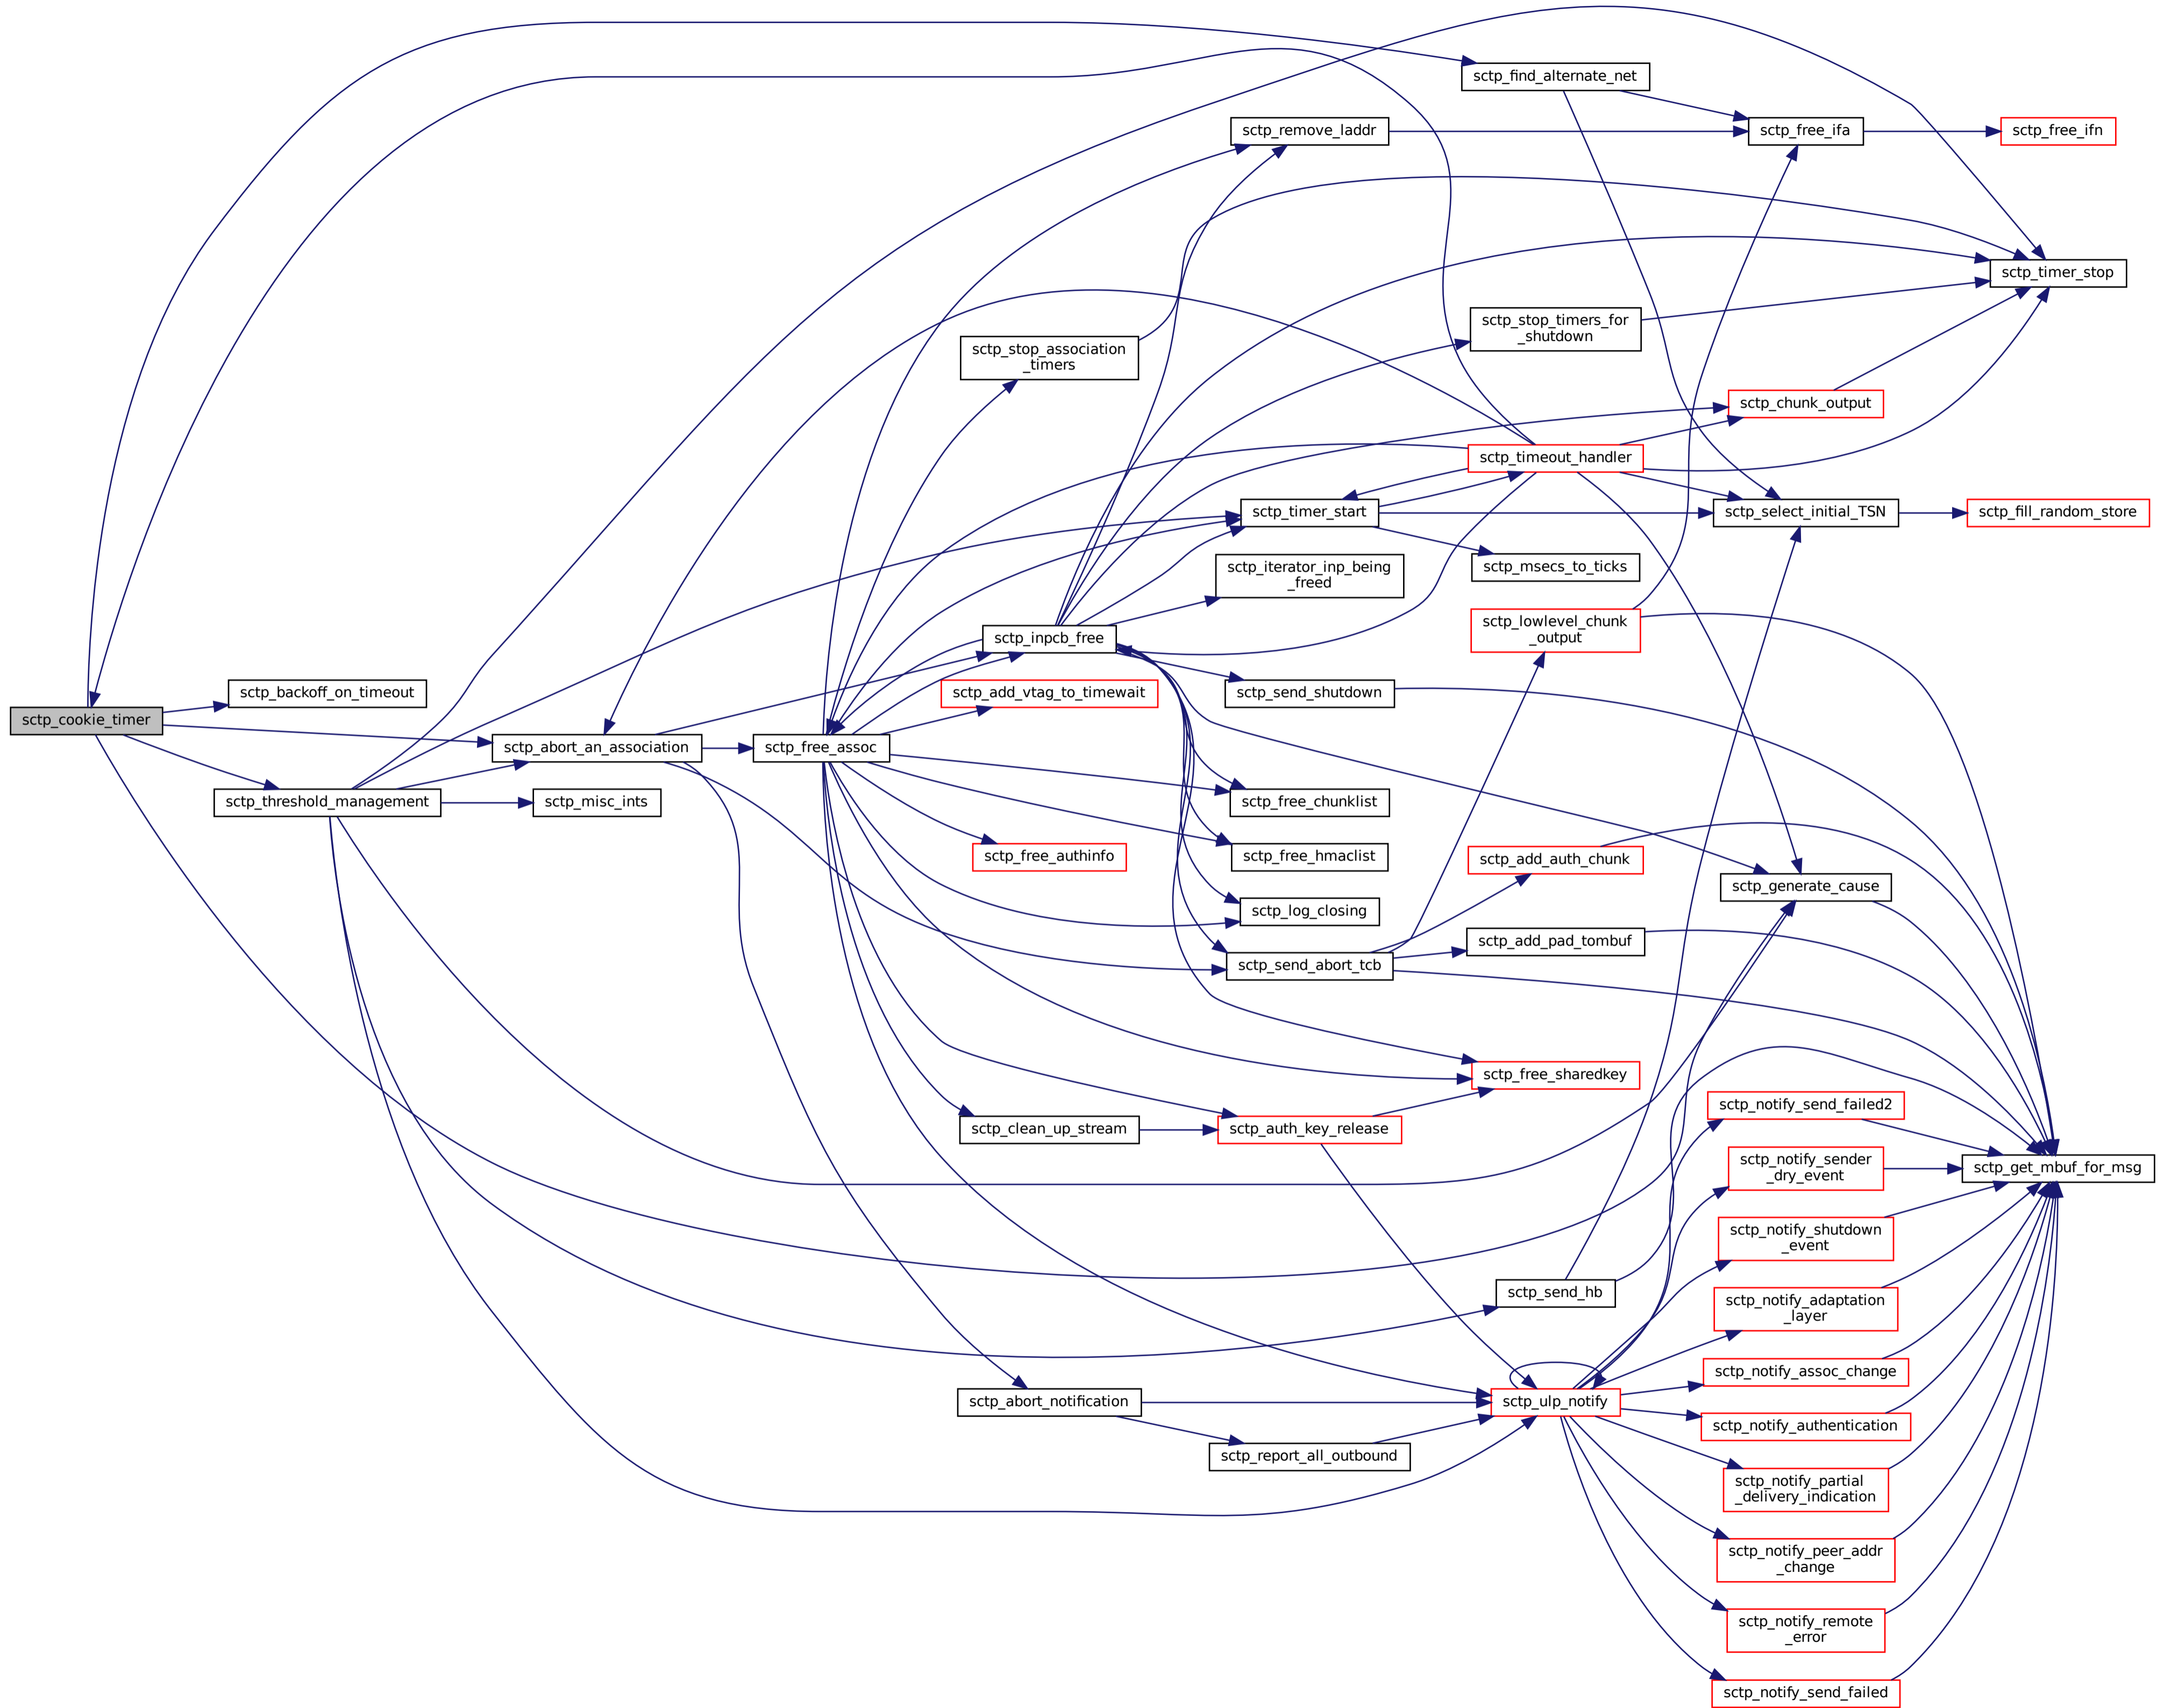 sctp_find_alternate_net
sctp_remove_laddr
sctp_free_ifa
sctp_free_ifn
sctp_timer_stop
sctp_stop_timers_for
_shutdown
sctp_stop_association
_timers
sctp_chunk_output
sctp_timeout_handler
sctp_timer_start
sctp_select_initial_TSN
sctp_fill_random_store
sctp_iterator_inp_being
_freed
sctp_msecs_to_ticks
sctp_inpcb_free
sctp_lowlevel_chunk
_output
sctp_backoff_on_timeout
sctp_add_vtag_to_timewait
sctp_send_shutdown
sctp_cookie_timer
sctp_abort_an_association
sctp_free_assoc
sctp_threshold_management
sctp_misc_ints
sctp_free_chunklist
sctp_free_authinfo
sctp_free_hmaclist
sctp_add_auth_chunk
sctp_generate_cause
sctp_log_closing
sctp_add_pad_tombuf
sctp_send_abort_tcb
sctp_free_sharedkey
sctp_notify_send_failed2
sctp_clean_up_stream
sctp_auth_key_release
sctp_notify_sender
_dry_event
sctp_get_mbuf_for_msg
sctp_notify_shutdown
_event
sctp_send_hb
sctp_notify_adaptation
_layer
sctp_notify_assoc_change
sctp_abort_notification
sctp_ulp_notify
sctp_notify_authentication
sctp_report_all_outbound
sctp_notify_partial
_delivery_indication
sctp_notify_peer_addr
_change
sctp_notify_remote
_error
sctp_notify_send_failed